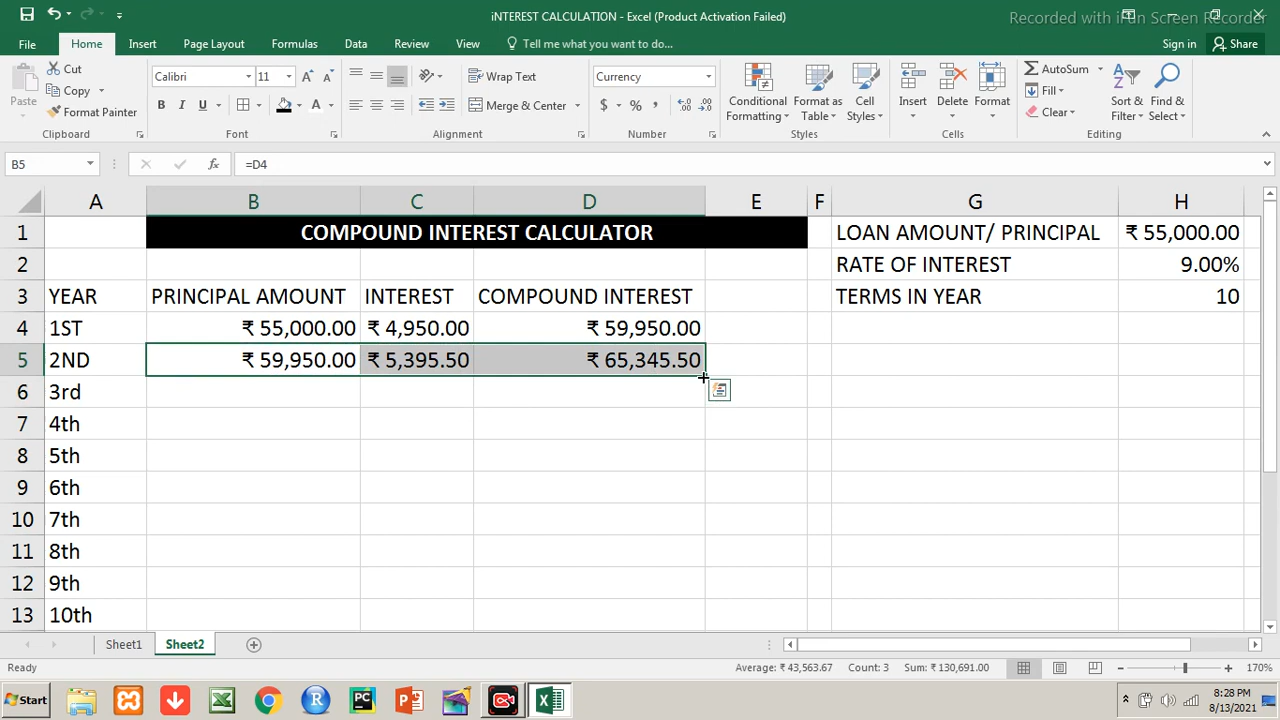 iNTEREST CALCULATION - Excel (Product Activation Failed)
File Home Insert Page Layout Formulas Data Review View Tell me what you want to do... Sign in Share
Paste Cut Copy Format Painter
Calibri 11
B I U A
Wrap Text
Merge & Center
Currency
$ % ,
Conditional Formatting Format as Table Cell Styles
Insert Delete Format
AutoSum Fill Clear
Sort & Filter Find & Select
Clipboard Font Alignment Number Styles Cells Editing
B5 fx =D4
A B C D E F G H
1 COMPOUND INTEREST CALCULATOR LOAN AMOUNT/ PRINCIPAL ₹ 55,000.00
2 RATE OF INTEREST 9.00%
3 YEAR PRINCIPAL AMOUNT INTEREST COMPOUND INTEREST TERMS IN YEAR 10
4 1ST ₹ 55,000.00 ₹ 4,950.00 ₹ 59,950.00
5 2ND ₹ 59,950.00 ₹ 5,395.50 ₹ 65,345.50
6 3rd
7 4th
8 5th
9 6th
10 7th
11 8th
12 9th
13 10th
Sheet1 Sheet2
Ready Average: ₹ 43,563.67 Count: 3 Sum: ₹ 130,691.00 170%
Start PC 8:28 PM
8/13/2021